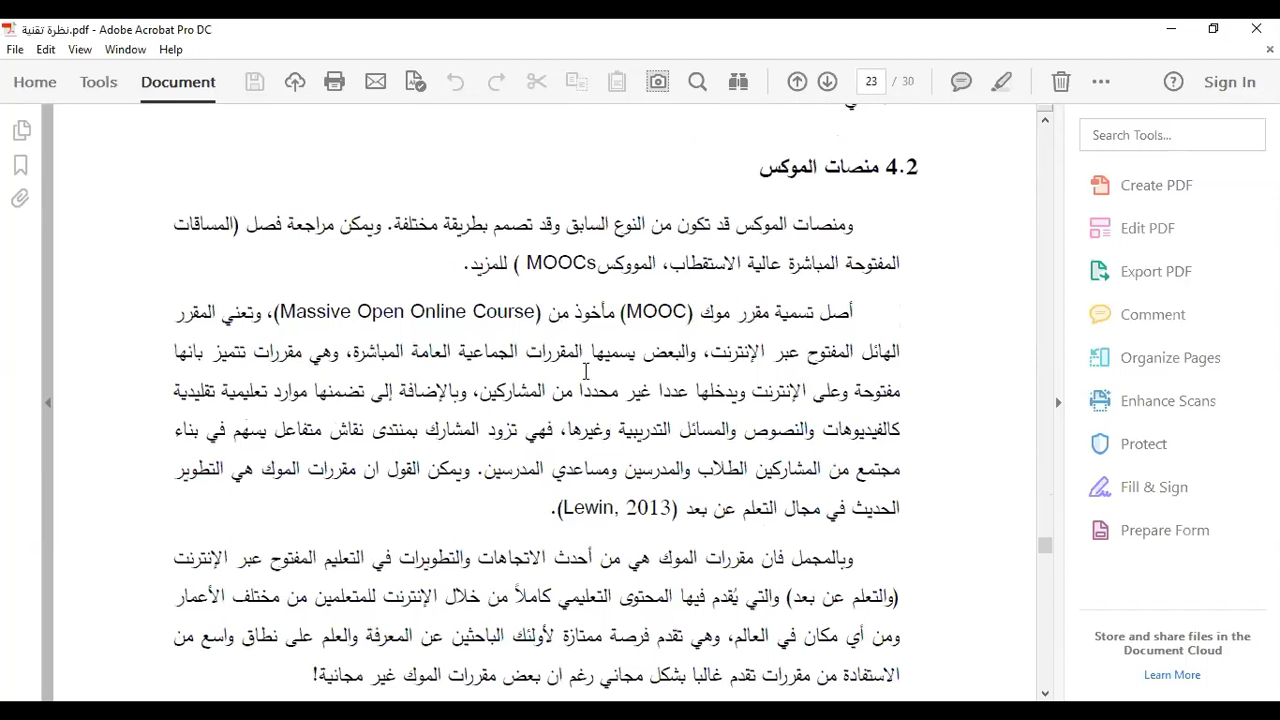 نظرة تقنية.pdf - Adobe Acrobat Pro DC
File Edit View Window Help
Home Tools Document 23 / 30 Sign In
4.2 منصات الموكس
ومنصات الموكس قد تكون من النوع السابق وقد تصمم بطريقة مختلفة. ويمكن مراجعة فصل (المساقات
المفتوحة المباشرة عالية الاستقطاب، المووكسMOOCs ) للمزيد.
أصل تسمية مقرر موك (MOOC) مأخوذ من (Massive Open Online Course)، وتعني المقرر
الهائل المفتوح عبر الإنترنت، والبعض يسميها المقررات الجماعية العامة المباشرة، وهي مقررات تتميز بانها
مفتوحة وعلى الإنترنت ويدخلها عددا غير محدداً من المشاركين، وبالإضافة إلى تضمنها موارد تعليمية تقليدية
كالفيديوهات والنصوص والمسائل التدريبية وغيرها، فهي تزود المشارك بمنتدى نقاش متفاعل يسهم في بناء
مجتمع من المشاركين الطلاب والمدرسين ومساعدي المدرسين. ويمكن القول ان مقررات الموك هي التطوير
الحديث في مجال التعلم عن بعد (Lewin, 2013).
وبالمجمل فان مقررات الموك هي من أحدث الاتجاهات والتطويرات في التعليم المفتوح عبر الإنترنت
(والتعلم عن بعد) والتي يُقدم فيها المحتوى التعليمي كاملاً من خلال الإنترنت للمتعلمين من مختلف الأعمار
ومن أي مكان في العالم، وهي تقدم فرصة ممتازة لأولئك الباحثين عن المعرفة والعلم على نطاق واسع من
الاستفادة من مقررات تقدم غالبا بشكل مجاني رغم ان بعض مقررات الموك غير مجانية!
Search Tools...
Create PDF
Edit PDF
Export PDF
Comment
Organize Pages
Enhance Scans
Protect
Fill & Sign
Prepare Form
Store and share files in the
Document Cloud
Learn More